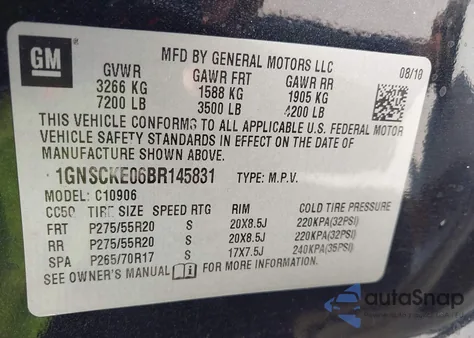 GM
MFD BY GENERAL MOTORS LLC
08/10
GVWR GAWR FRT GAWR RR
3266 KG 1588 KG 1905 KG
7200 LB 3500 LB 4200 LB
THIS VEHICLE CONFORMS TO ALL APPLICABLE U.S. FEDERAL MOTOR
VEHICLE SAFETY STANDARDS IN EFFECT ON THE DATE OF
MANUFACTURE SHOWN ABOVE.
1GNSCKE06BR145831 TYPE: M.P.V.
MODEL: C10906
CC50 TIRE SIZE SPEED RTG RIM COLD TIRE PRESSURE
FRT P275/55R20 S 20X8.5J 220KPA(32PSI)
RR P275/55R20 S 20X8.5J 220KPA(32PSI)
SPA P265/70R17 S 17X7.5J 240KPA(35PSI)
SEE OWNER'S MANUAL FOR MORE INFORMATION
autoSnap